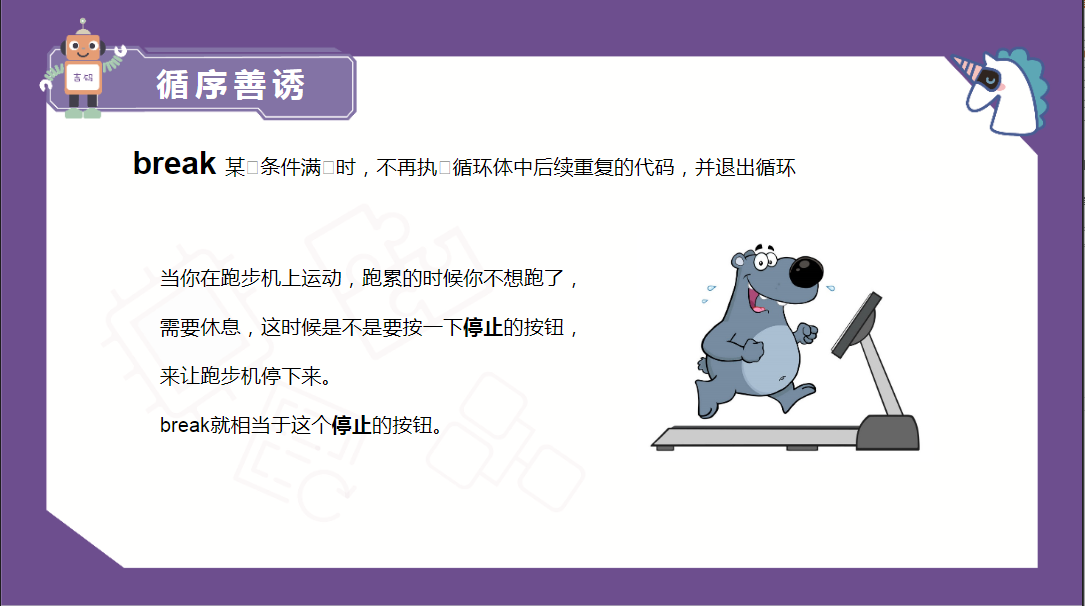 吉码
循序善诱
break 某□条件满□时，不再执□循环体中后续重复的代码，并退出循环
当你在跑步机上运动，跑累的时候你不想跑了，
需要休息，这时候是不是要按一下停止的按钮，
来让跑步机停下来。
break就相当于这个停止的按钮。